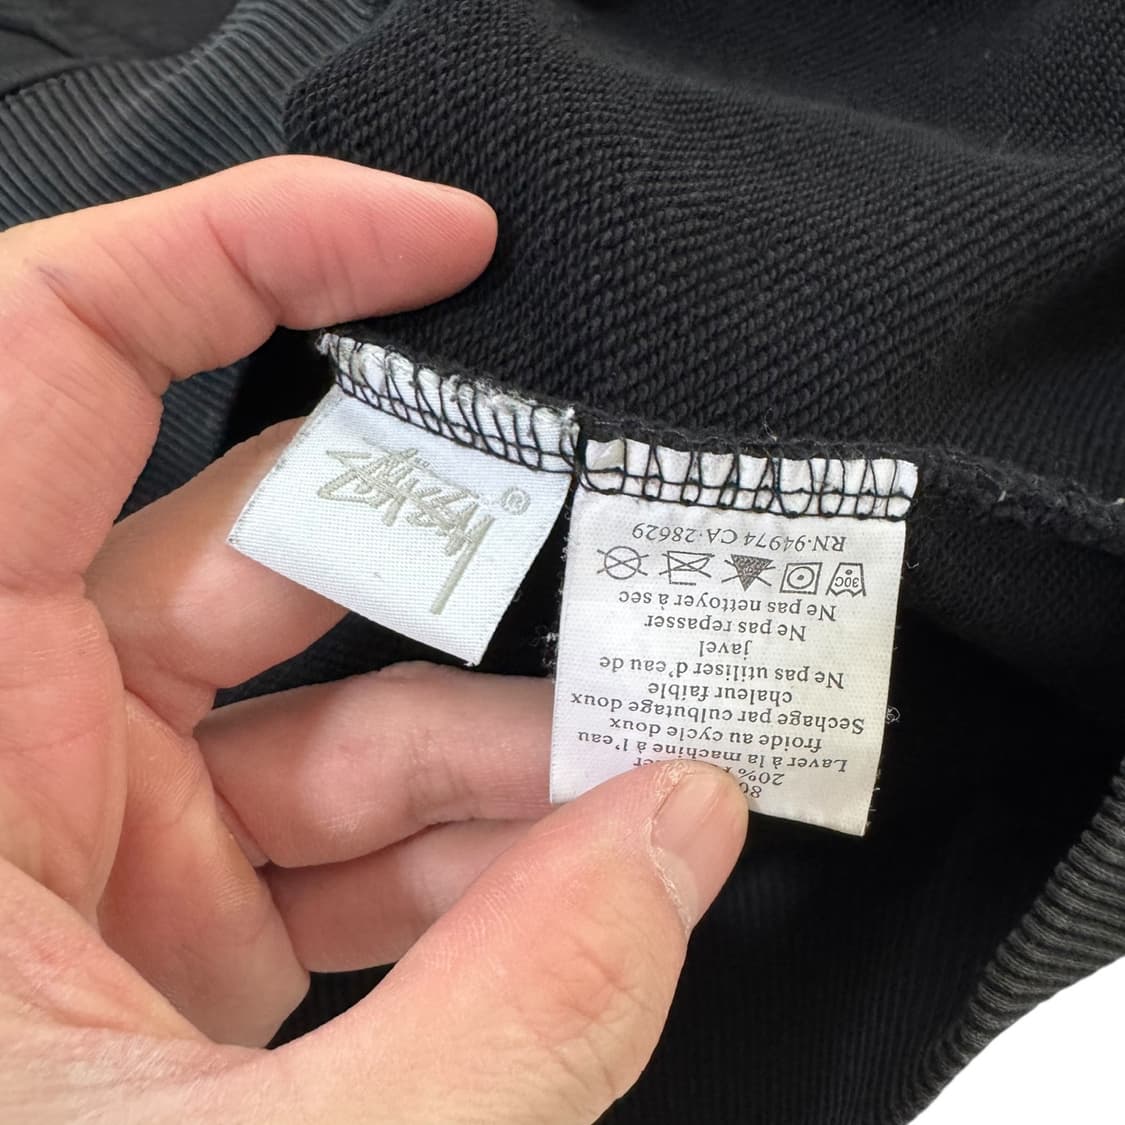 Stüssy ®
80
20%
Laver à la machine à l'eau
froide au cycle doux
Sechage par culbutage doux
chaleur faible
Ne pas utiliser d'eau de
javel
Ne pas repasser
Ne pas nettoyer à sec
30C
RN·94974 CA·28629